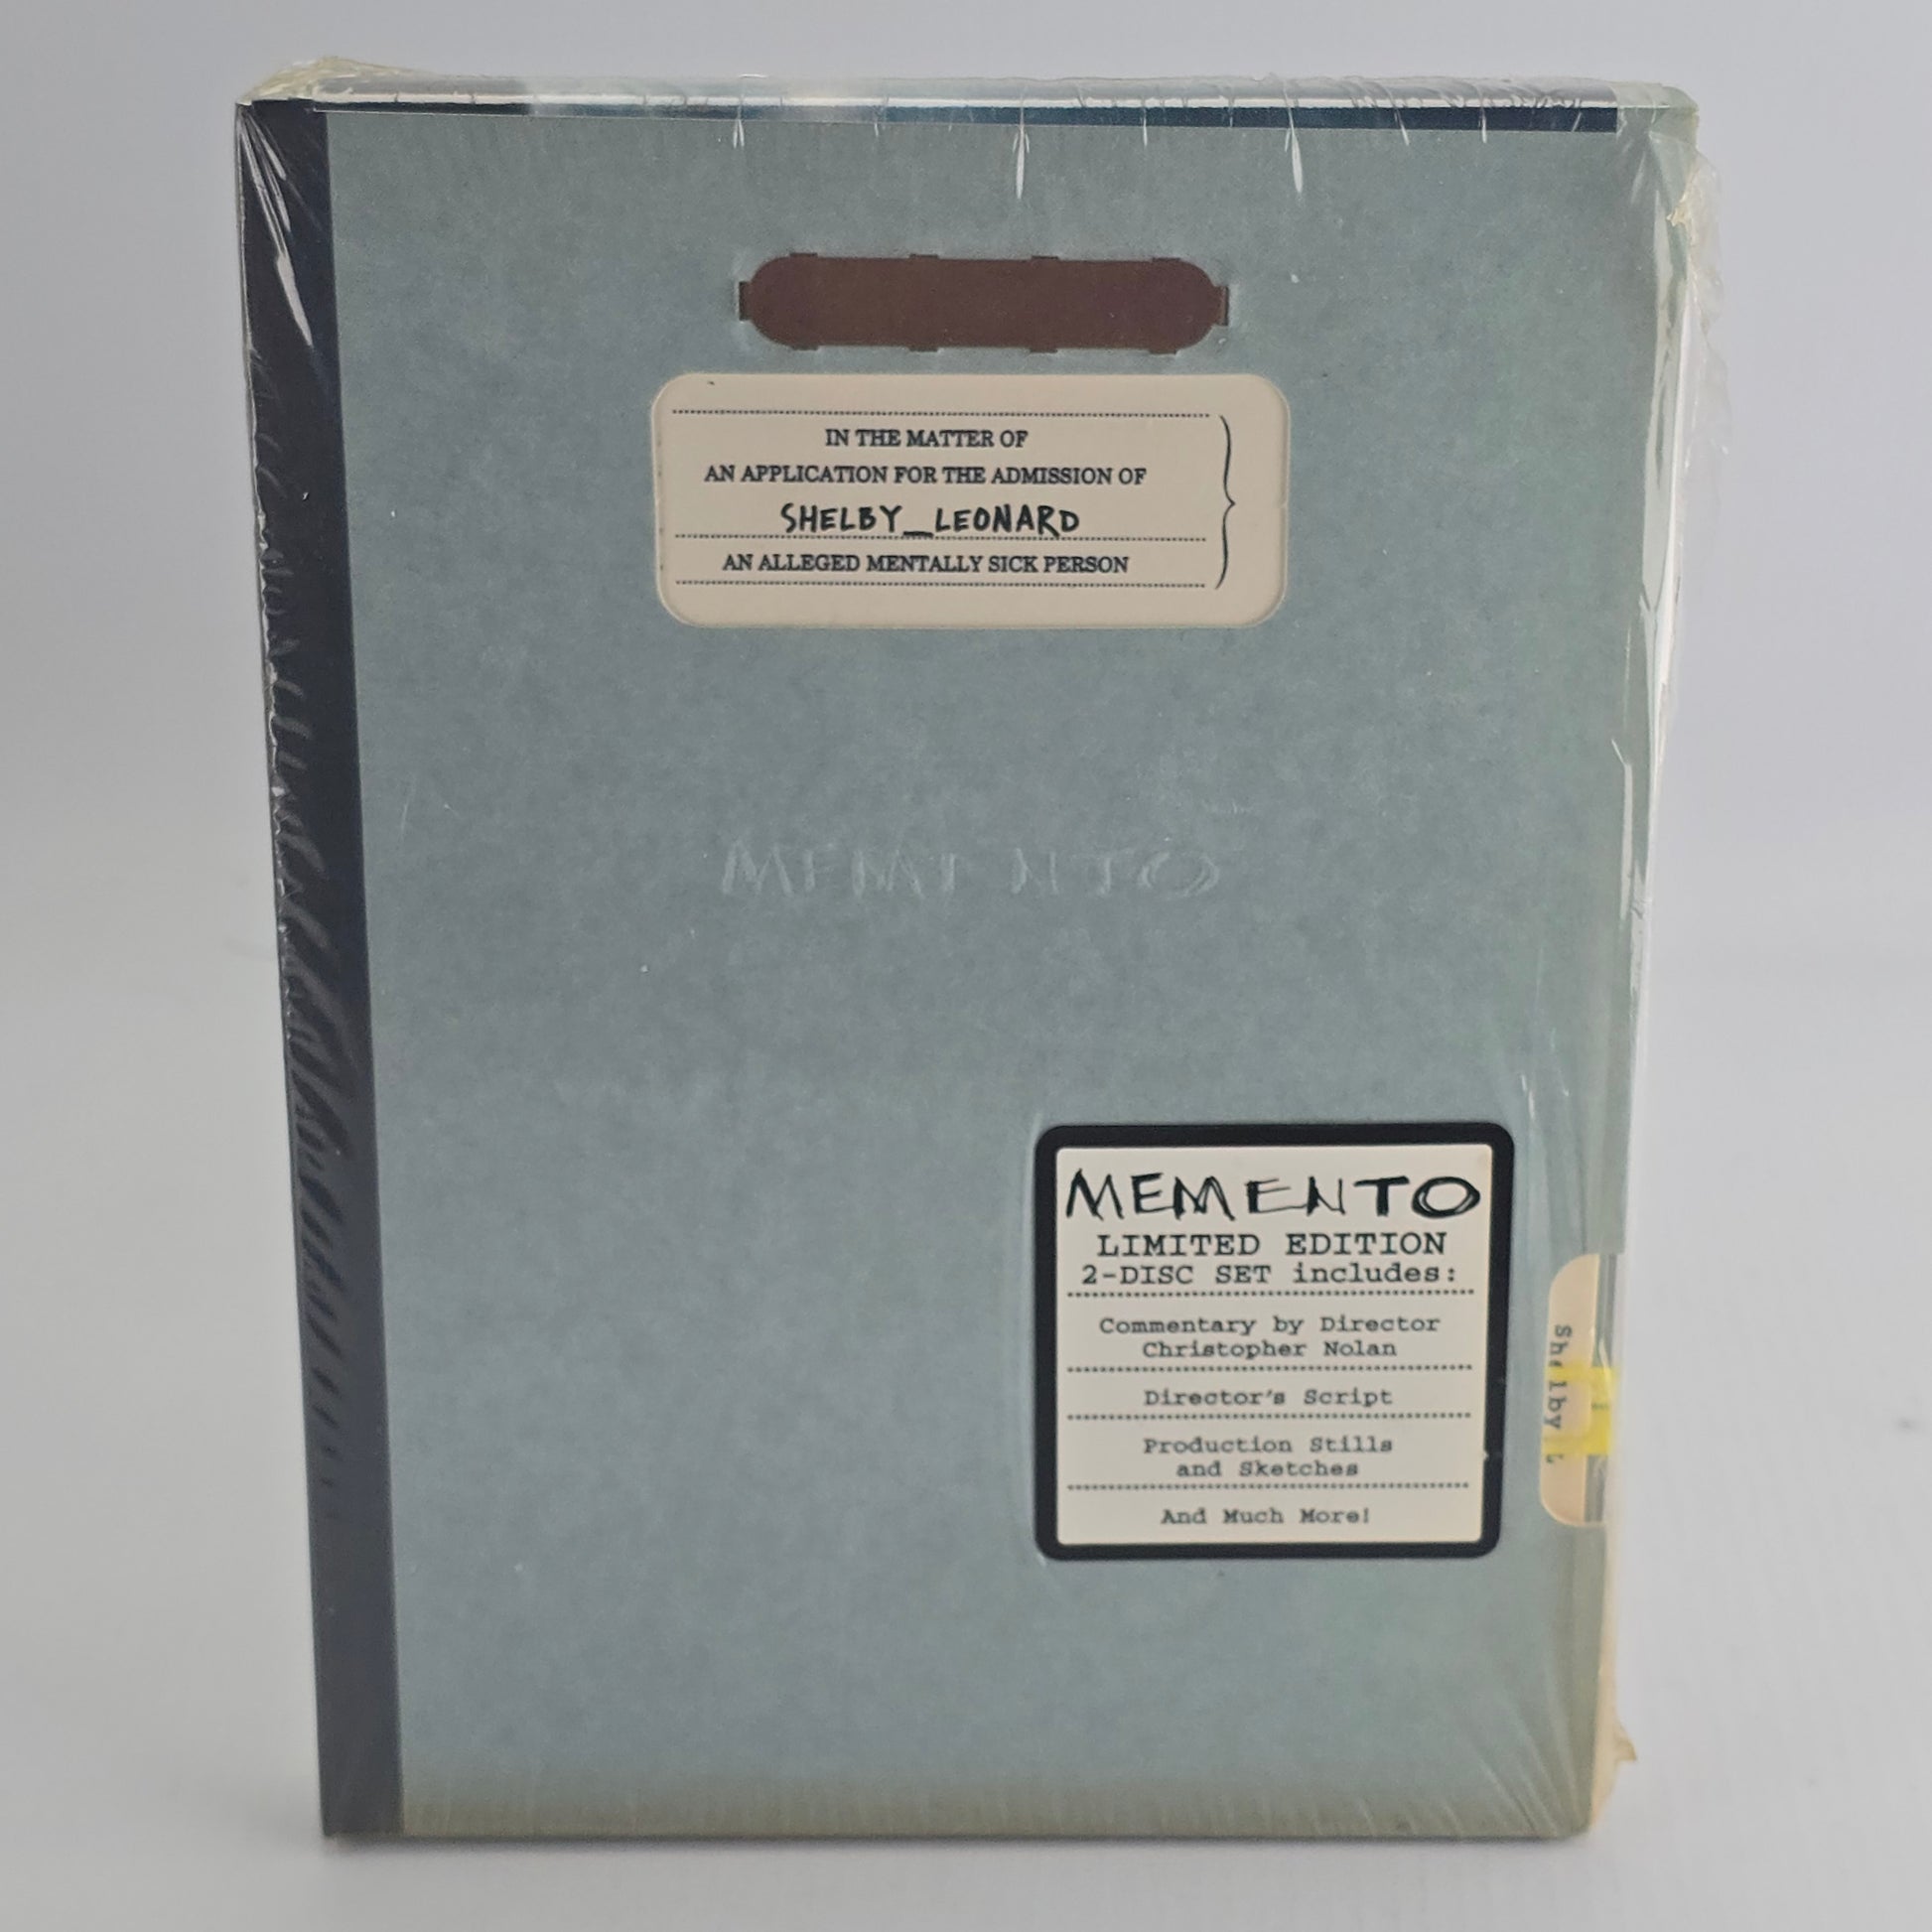 IN THE MATTER OF
AN APPLICATION FOR THE ADMISSION OF
SHELBY_LEONARD
AN ALLEGED MENTALLY SICK PERSON
MEMENTO
MEMENTO
LIMITED EDITION
2-DISC SET includes:
Commentary by Director
Christopher Nolan
Director's Script
Production Stills
and Sketches
And Much More!
Shelby L